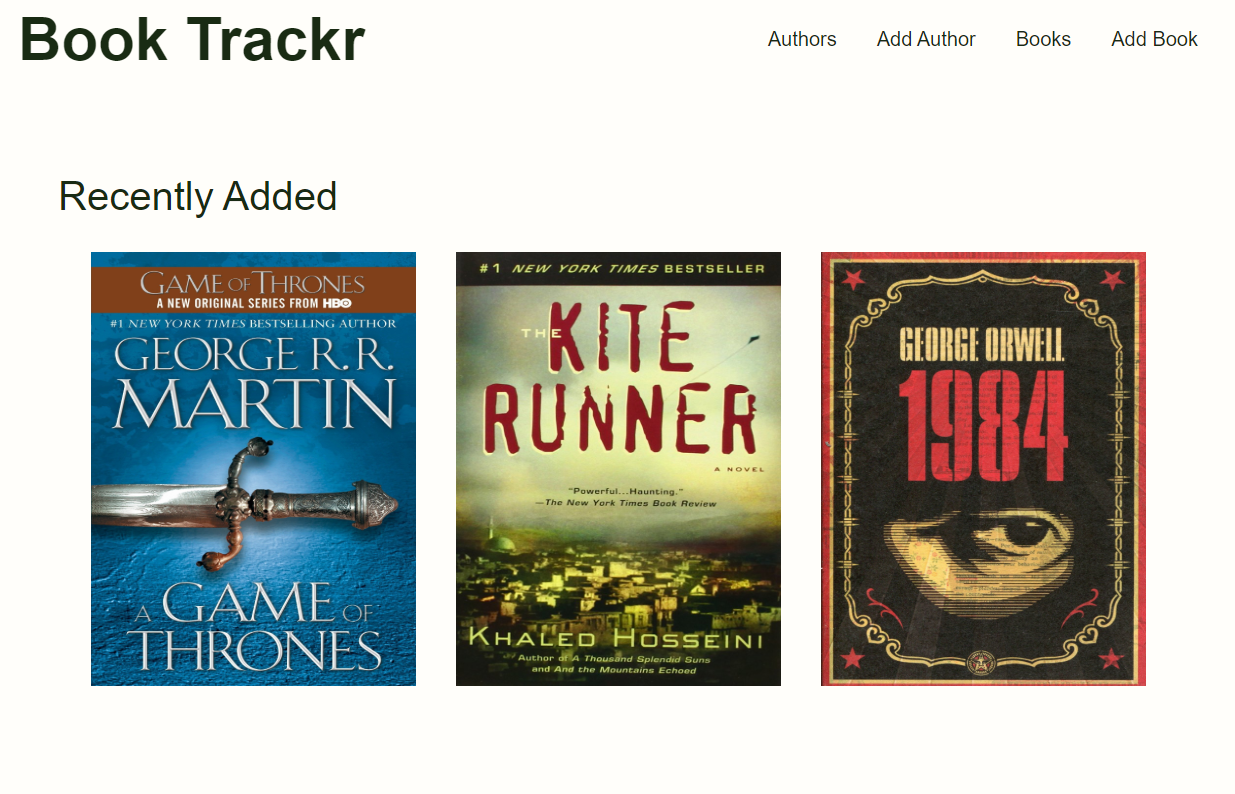 Book Trackr
Authors Add Author Books Add Book
Recently Added
GAME OF THRONES
A NEW ORIGINAL SERIES FROM HBO
#1 NEW YORK TIMES BESTSELLING AUTHOR
GEORGE R.R.
MARTIN
A GAME OF
THRONES
#1 NEW YORK TIMES BESTSELLER
THE KITE
RUNNER
A NOVEL
"Powerful...Haunting."
—The New York Times Book Review
KHALED HOSSEINI
Author of A Thousand Splendid Suns
and And the Mountains Echoed
GEORGE ORWELL
1984